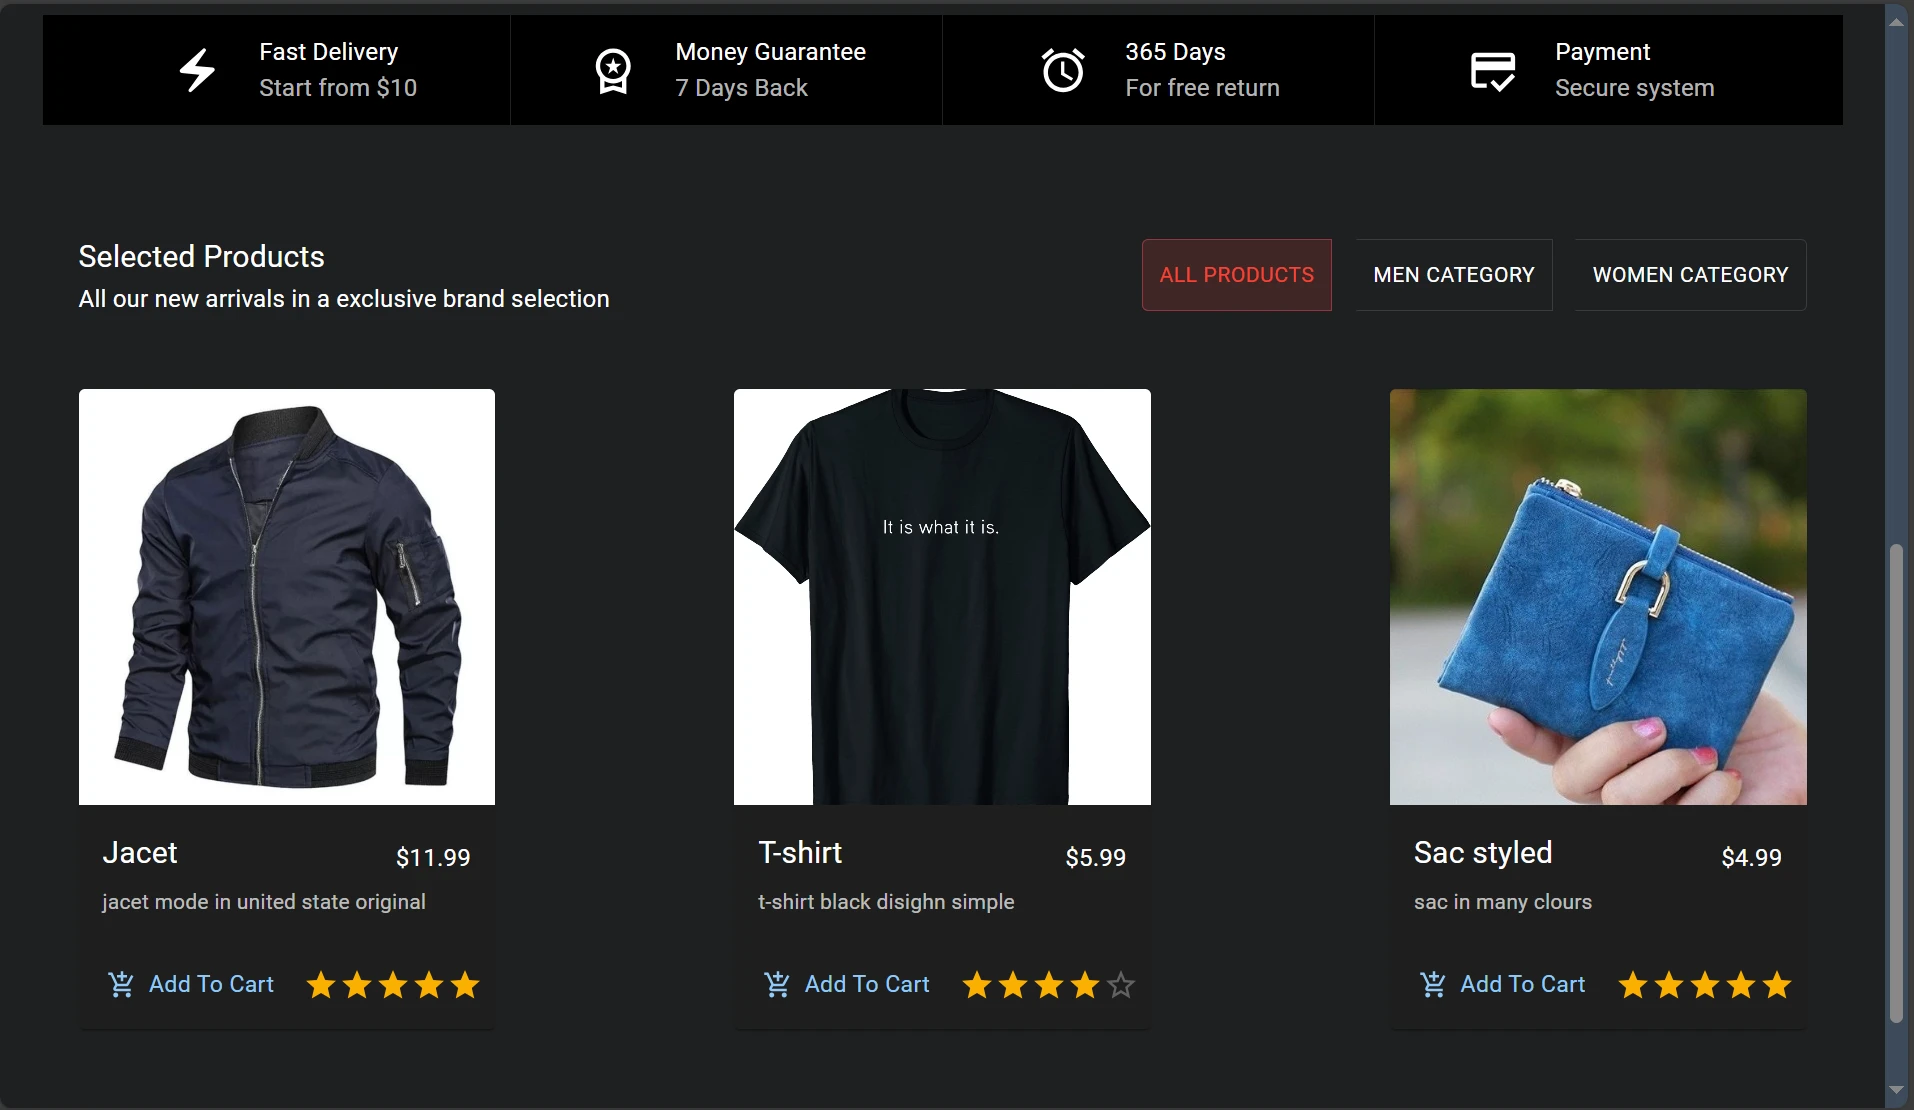 Fast Delivery
Start from $10
Money Guarantee
7 Days Back
365 Days
For free return
Payment
Secure system
Selected Products
All our new arrivals in a exclusive brand selection
ALL PRODUCTS
MEN CATEGORY
WOMEN CATEGORY
It is what it is.
Jacet
$11.99
jacet mode in united state original
Add To Cart
T-shirt
$5.99
t-shirt black disighn simple
Add To Cart
Sac styled
$4.99
sac in many clours
Add To Cart